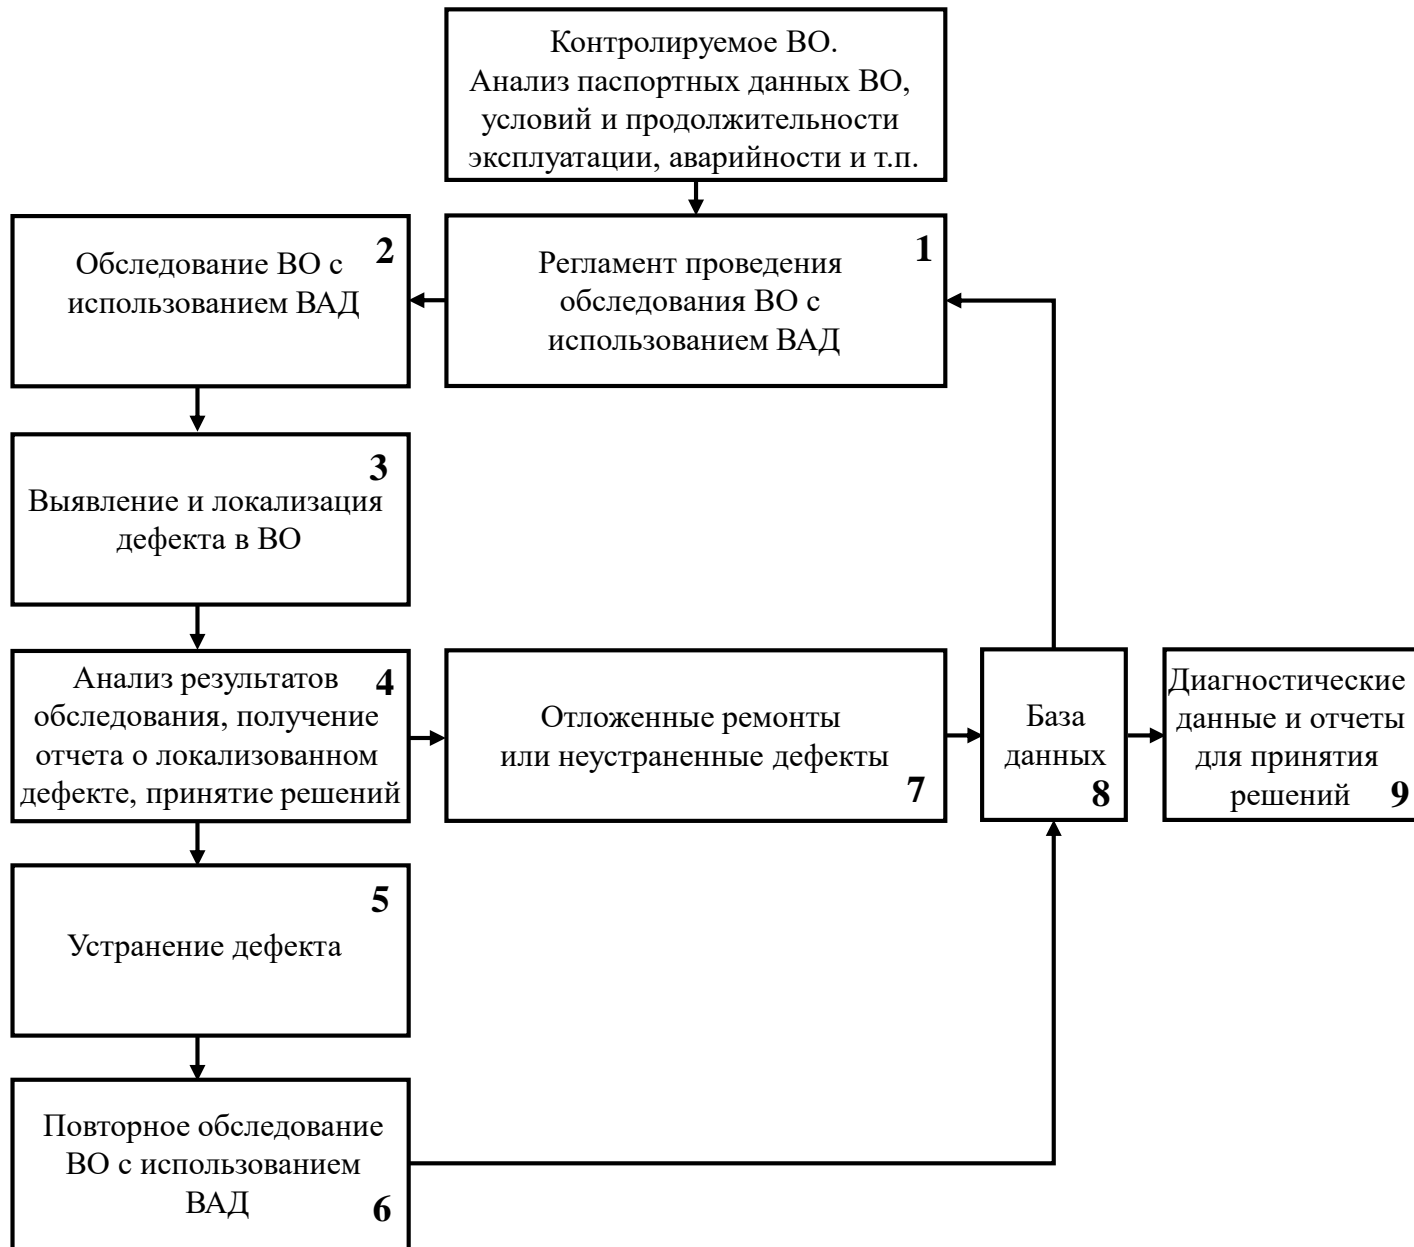 Контролируемое ВО.
Анализ паспортных данных ВО,
условий и продолжительности
эксплуатации, аварийности и т.п.
1
Регламент проведения
обследования ВО с
использованием ВАД
2
Обследование ВО с
использованием ВАД
3
Выявление и локализация
дефекта в ВО
4
Анализ результатов
обследования, получение
отчета о локализованном
дефекте, принятие решений
Отложенные ремонты
или неустраненные дефекты
7
База
данных
8
Диагностические
данные и отчеты
для принятия
решений
9
5
Устранение дефекта
Повторное обследование
ВО с использованием
ВАД
6